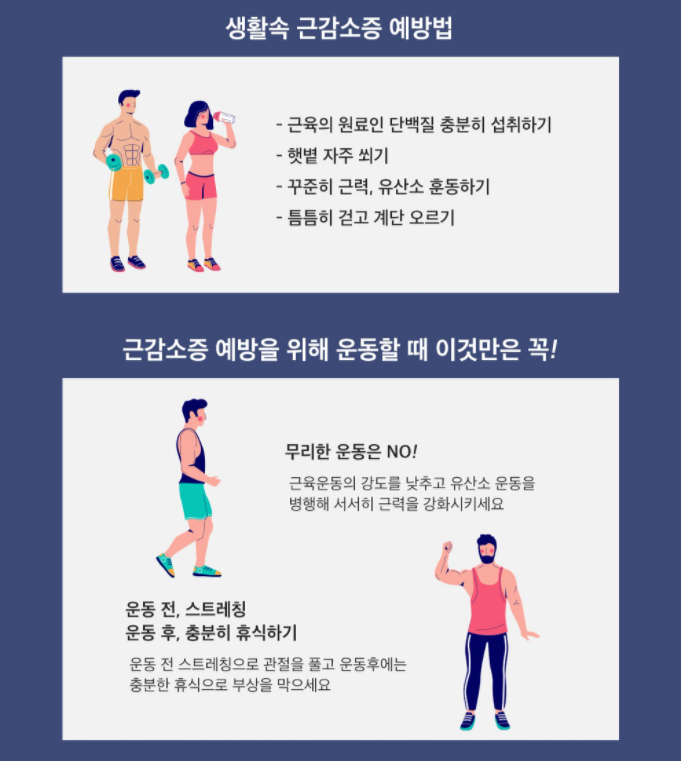 생활속 근감소증 예방법
- 근육의 원료인 단백질 충분히 섭취하기
- 햇볕 자주 쐬기
- 꾸준히 근력, 유산소 훈동하기
- 틈틈히 걷고 계단 오르기
근감소증 예방을 위해 운동할 때 이것만은 꼭!
무리한 운동은 NO!
근육운동의 강도를 낮추고 유산소 운동을
병행해 서서히 근력을 강화시키세요
운동 전, 스트레칭
운동 후, 충분히 휴식하기
운동 전 스트레칭으로 관절을 풀고 운동후에는
충분한 휴식으로 부상을 막으세요